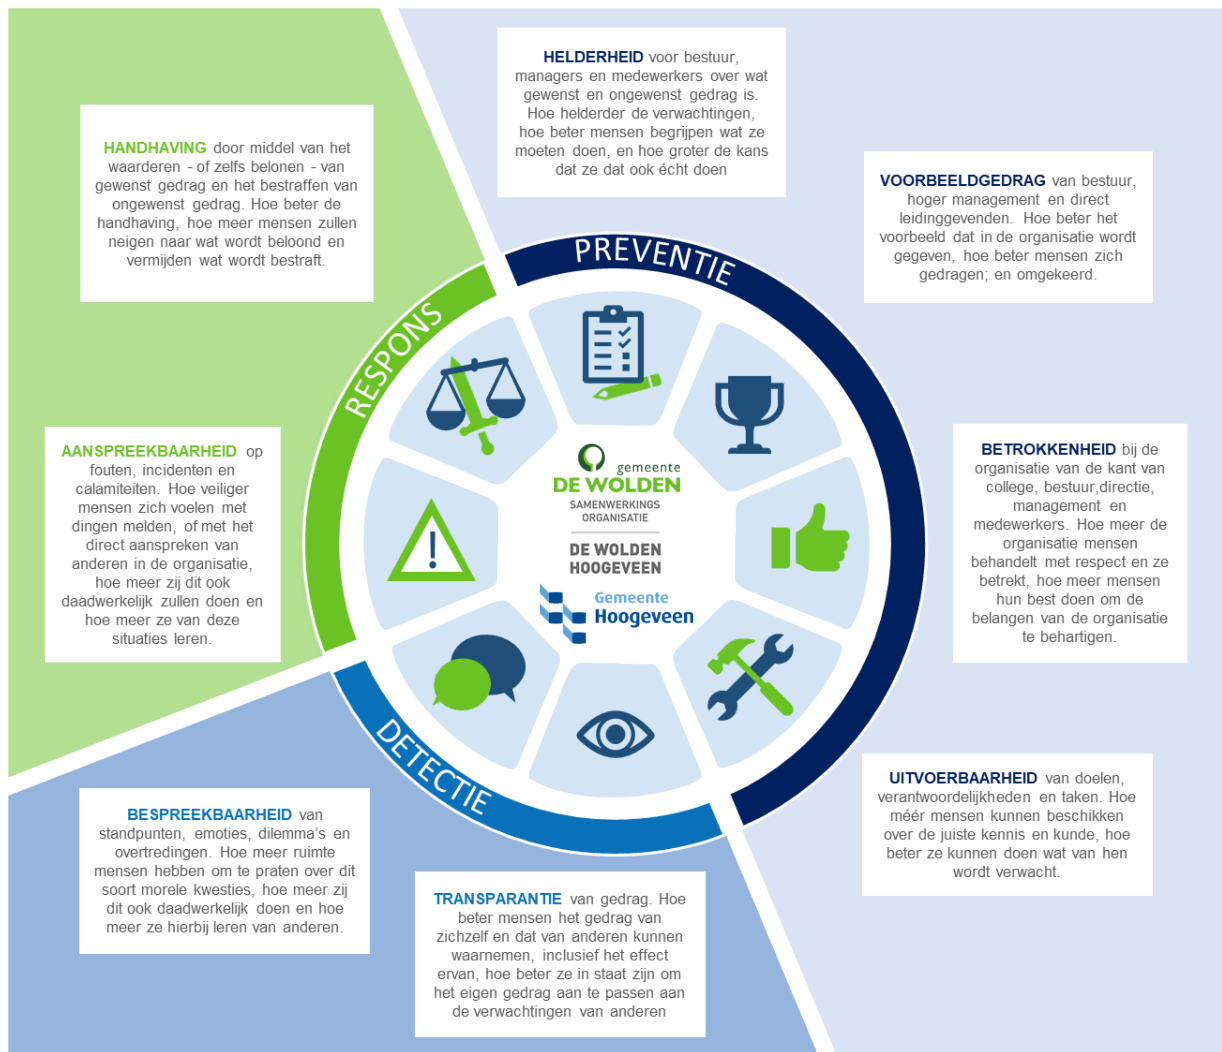 HELDERHEID voor bestuur,
managers en medewerkers over wat
gewenst en ongewenst gedrag is.
Hoe helderder de verwachtingen,
hoe beter mensen begrijpen wat ze
moeten doen, en hoe groter de kans
dat ze dat ook écht doen
HANDHAVING door middel van het
waarderen - of zelfs belonen - van
gewenst gedrag en het bestraffen van
ongewenst gedrag. Hoe beter de
handhaving, hoe meer mensen zullen
neigen naar wat wordt beloond en
vermijden wat wordt bestraft.
VOORBEELDGEDRAG van bestuur,
hoger management en direct
leidinggevenden. Hoe beter het
voorbeeld dat in de organisatie wordt
gegeven, hoe beter mensen zich
gedragen; en omgekeerd.
PREVENTIE
RESPONS
AANSPREEKBAARHEID op
fouten, incidenten en
calamiteiten. Hoe veiliger
mensen zich voelen met
dingen melden, of met het
direct aanspreken van
anderen in de organisatie,
hoe meer zij dit ook
daadwerkelijk zullen doen en
hoe meer ze van deze
situaties leren.
gemeente
DE WOLDEN
SAMENWERKINGS
ORGANISATIE
DE WOLDEN
HOOGEVEEN
Gemeente
Hoogeveen
BETROKKENHEID bij de
organisatie van de kant van
college, bestuur,directie,
management en
medewerkers. Hoe meer de
organisatie mensen
behandelt met respect en ze
betrekt, hoe meer mensen
hun best doen om de
belangen van de organisatie
te behartigen.
DETECTIE
UITVOERBAARHEID van doelen,
verantwoordelijkheden en taken. Hoe
méér mensen kunnen beschikken
over de juiste kennis en kunde, hoe
beter ze kunnen doen wat van hen
wordt verwacht.
BESPREEKBAARHEID van
standpunten, emoties, dilemma's en
overtredingen. Hoe meer ruimte
mensen hebben om te praten over dit
soort morele kwesties, hoe meer zij
dit ook daadwerkelijk doen en hoe
meer ze hierbij leren van anderen.
TRANSPARANTIE van gedrag. Hoe
beter mensen het gedrag van
zichzelf en dat van anderen kunnen
waarnemen, inclusief het effect
ervan, hoe beter ze in staat zijn om
het eigen gedrag aan te passen aan
de verwachtingen van anderen